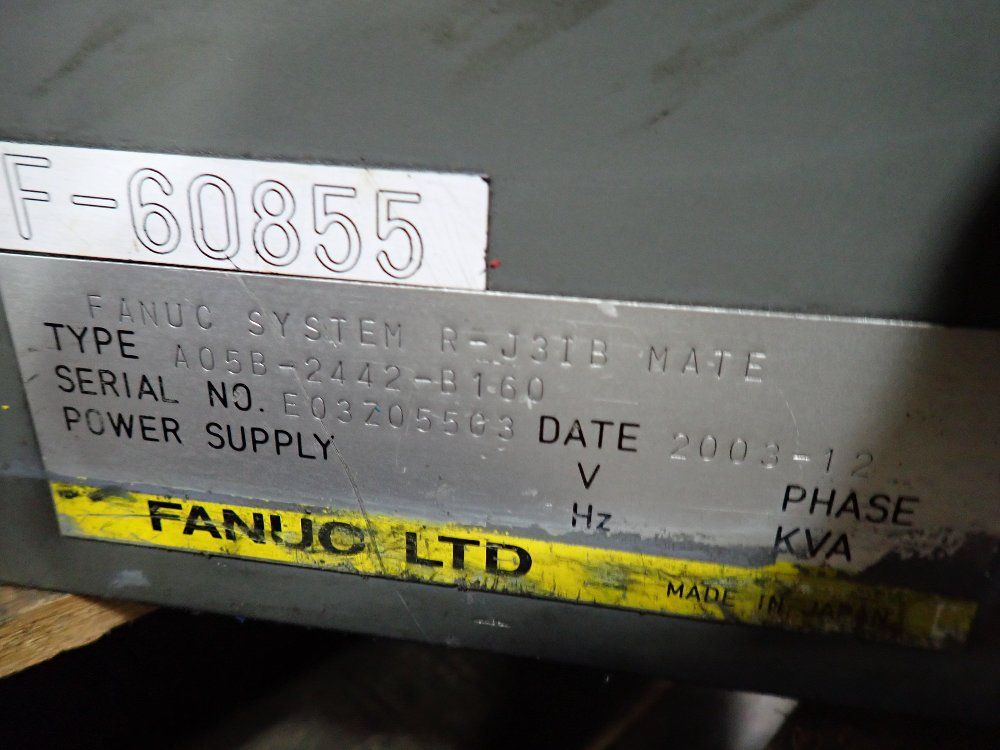 F-60855
FANUC SYSTEM R-J3IB MATE
TYPE A05B-2442-B160
SERIAL NO. E03Z05503 DATE 2003-12
POWER SUPPLY V PHASE
Hz KVA
FANUC LTD MADE IN JAPAN